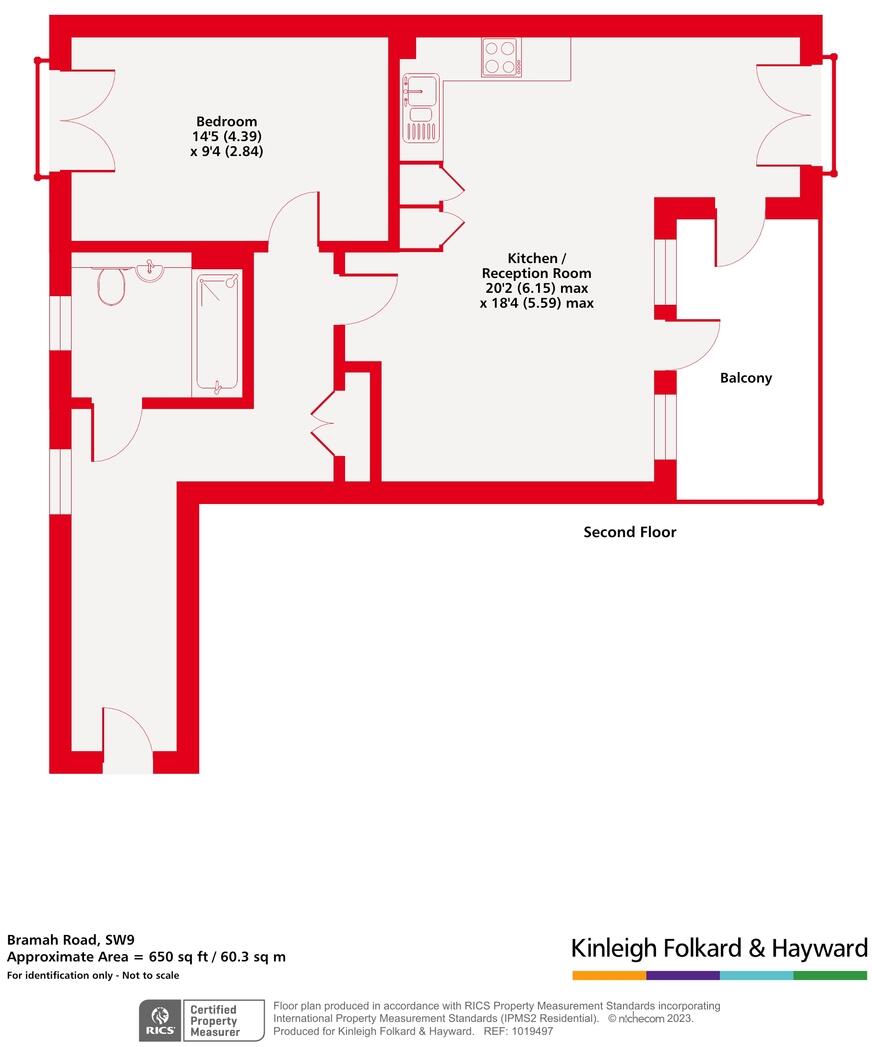 Bedroom
14'5 (4.39)
x 9'4 (2.84)
Kitchen /
Reception Room
20'2 (6.15) max
x 18'4 (5.59) max
Balcony
Second Floor
Bramah Road, SW9
Approximate Area = 650 sq ft / 60.3 sq m
For identification only - Not to scale
Kinleigh Folkard & Hayward
RICS
Certified
Property
Measurer
Floor plan produced in accordance with RICS Property Measurement Standards incorporating
International Property Measurement Standards (IPMS2 Residential). © nichecom 2023.
Produced for Kinleigh Folkard & Hayward. REF: 1019497